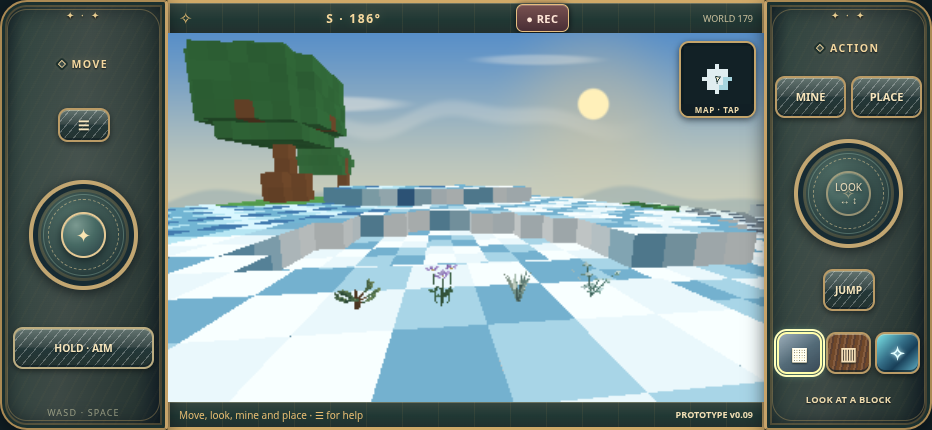 MOVE
☰
HOLD · AIM
WASD · SPACE
S · 186°
● REC
WORLD 179
MAP · TAP
Move, look, mine and place · ☰ for help
PROTOTYPE v0.09
ACTION
MINE
PLACE
LOOK
JUMP
LOOK AT A BLOCK